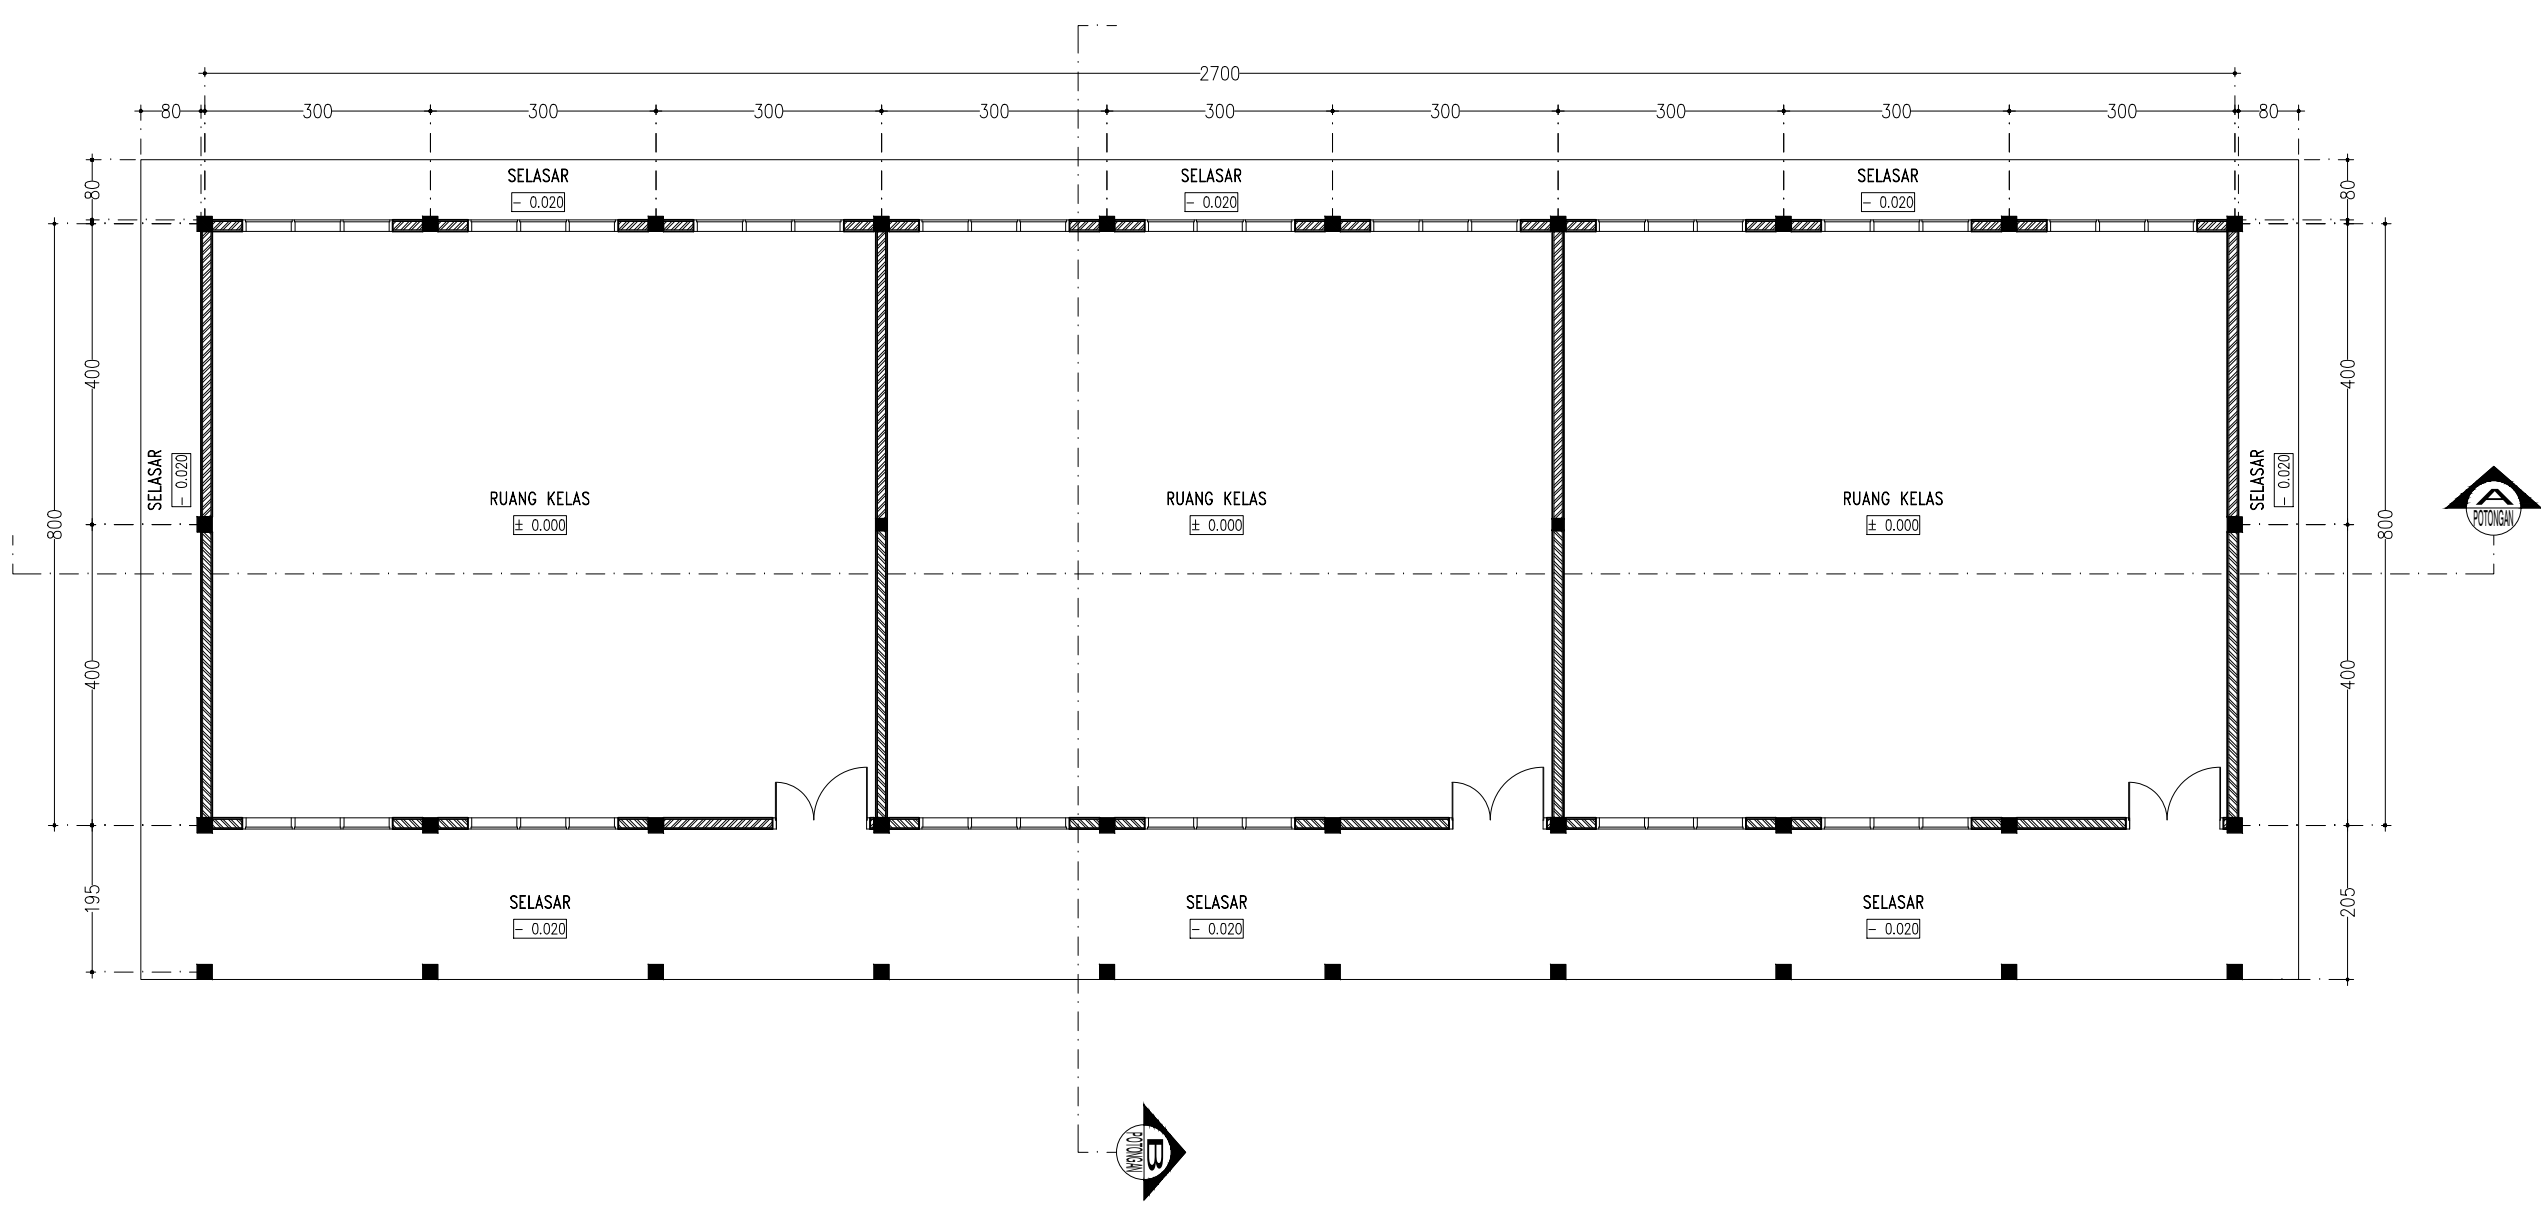 2700
80 300 300 300 300 300 300 300 300 300 80
80 SELASAR SELASAR SELASAR 80
- 0.020 - 0.020 - 0.020
400 400
SELASAR
- 0.020
SELASAR
- 0.020
RUANG KELAS RUANG KELAS RUANG KELAS
± 0.000 ± 0.000 ± 0.000
A
POTONGAN
800 800
400 400
195 SELASAR SELASAR SELASAR 205
- 0.020 - 0.020 - 0.020
B
POTONGAN